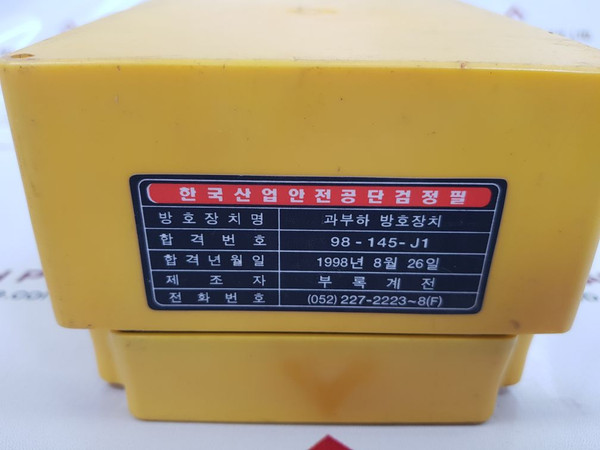 한국산업안전공단검정필
방호장치명 과부하 방호장치
합격번호 98-145-J1
합격년월일 1998년 8월 26일
제조자 부록계전
전화번호 (052) 227-2223~8(F)